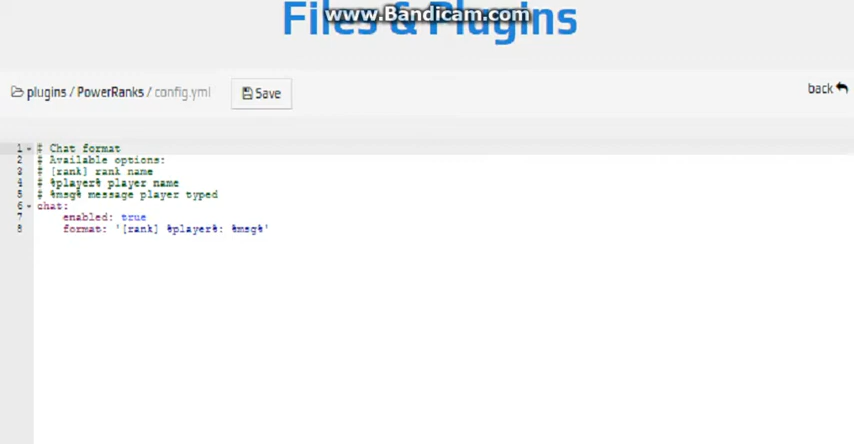 www.Bandicam.com
Files & Plugins
plugins / PowerRanks / config.yml
Save
back
1 # Chat format
2 # Available options:
3 # [rank] rank name
4 # %player% player name
5 # %msg% message player typed
6 chat:
7 enabled: true
8 format: '[rank] %player%: %msg%'